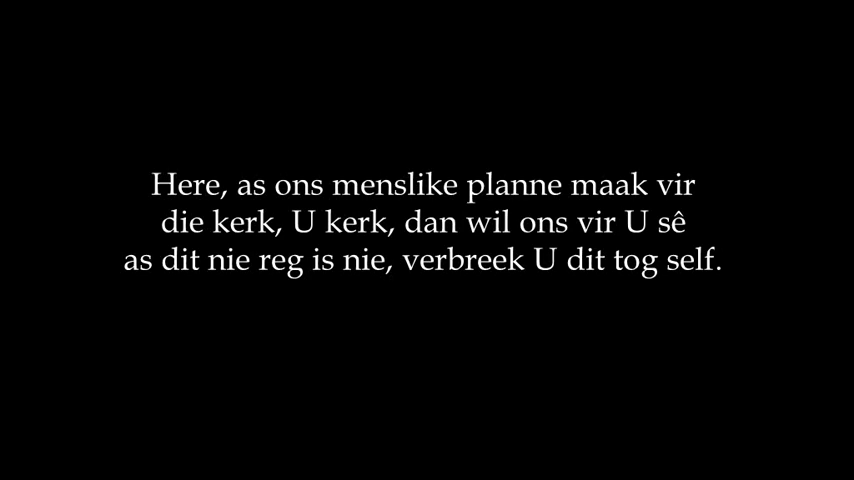 Here, as ons menslike planne maak vir
die kerk, U kerk, dan wil ons vir U sê
as dit nie reg is nie, verbreek U dit tog self.